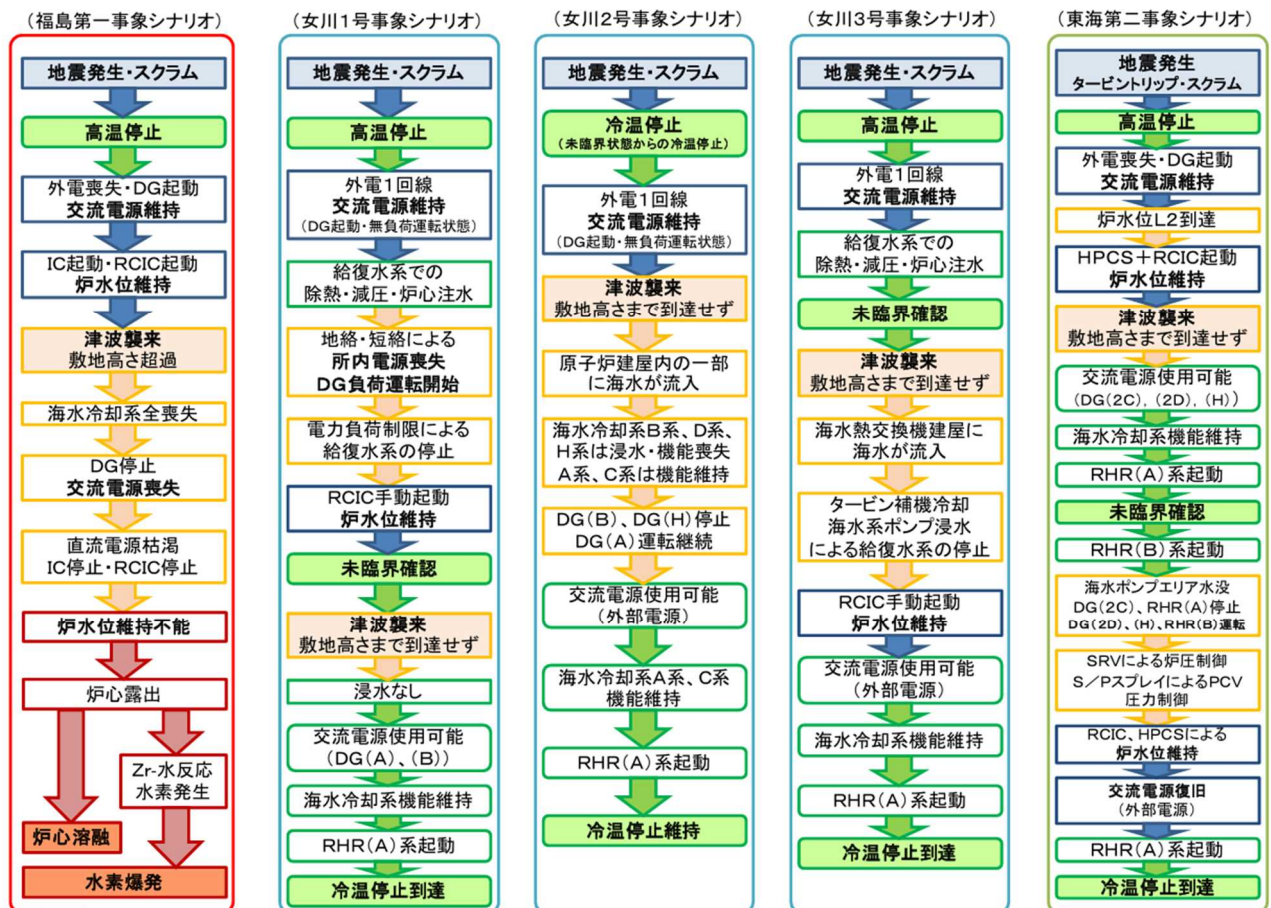 (福島第一事象シナリオ)
地震発生・スクラム
高温停止
外電喪失・DG起動
交流電源維持
IC起動・RCIC起動
炉水位維持
津波襲来
敷地高さ超過
海水冷却系全喪失
DG停止
交流電源喪失
直流電源枯渇
IC停止・RCIC停止
炉水位維持不能
炉心露出
Zr-水反応
水素発生
炉心溶融
水素爆発
(女川1号事象シナリオ)
地震発生・スクラム
高温停止
外電1回線
交流電源維持
(DG起動・無負荷運転状態)
給復水系での
除熱・減圧・炉心注水
地絡・短絡による
所内電源喪失
DG負荷運転開始
電力負荷制限による
給復水系の停止
RCIC手動起動
炉水位維持
未臨界確認
津波襲来
敷地高さまで到達せず
浸水なし
交流電源使用可能
(DG(A)、(B))
海水冷却系機能維持
RHR(A)系起動
冷温停止到達
(女川2号事象シナリオ)
地震発生・スクラム
冷温停止
(未臨界状態からの冷温停止)
外電1回線
交流電源維持
(DG起動・無負荷運転状態)
津波襲来
敷地高さまで到達せず
原子炉建屋内の一部
に海水が流入
海水冷却系B系、D系、
H系は浸水・機能喪失
A系、C系は機能維持
DG(B)、DG(H)停止
DG(A)運転継続
交流電源使用可能
(外部電源)
海水冷却系A系、C系
機能維持
RHR(A)系起動
冷温停止維持
(女川3号事象シナリオ)
地震発生・スクラム
高温停止
外電1回線
交流電源維持
給復水系での
除熱・減圧・炉心注水
未臨界確認
津波襲来
敷地高さまで到達せず
海水熱交換機建屋に
海水が流入
タービン補機冷却
海水系ポンプ浸水
による給復水系の停止
RCIC手動起動
炉水位維持
交流電源使用可能
(外部電源)
海水冷却系機能維持
RHR(A)系起動
冷温停止到達
(東海第二事象シナリオ)
地震発生
タービントリップ・スクラム
高温停止
外電喪失・DG起動
交流電源維持
炉水位L2到達
HPCS+RCIC起動
炉水位維持
津波襲来
敷地高さまで到達せず
交流電源使用可能
(DG(2C)，(2D)，(H))
海水冷却系機能維持
RHR(A)系起動
未臨界確認
RHR(B)系起動
海水ポンプエリア水没
DG(2C)、RHR(A)停止
DG(2D)、(H)、RHR(B)運転
SRVによる炉圧制御
S/PスプレイによるPCV
圧力制御
RCIC、HPCSによる
炉水位維持
交流電源復旧
(外部電源)
RHR(A)系起動
冷温停止到達